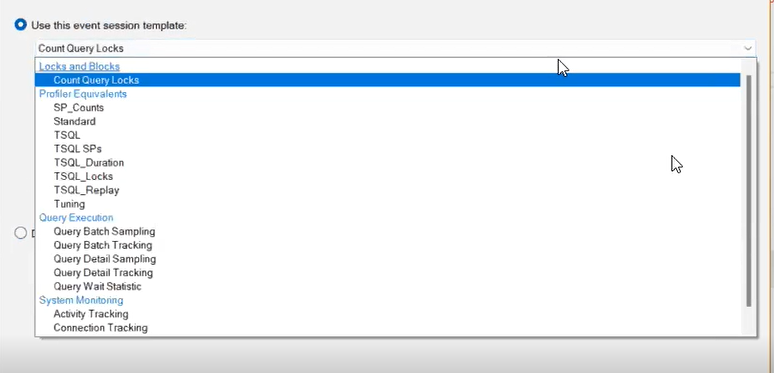 Use this event session template:
Count Query Locks
Locks and Blocks
Count Query Locks
Profiler Equivalents
SP_Counts
Standard
TSQL
TSQL SPs
TSQL_Duration
TSQL_Locks
TSQL_Replay
Tuning
Query Execution
Query Batch Sampling
Query Batch Tracking
Query Detail Sampling
Query Detail Tracking
Query Wait Statistic
System Monitoring
Activity Tracking
Connection Tracking